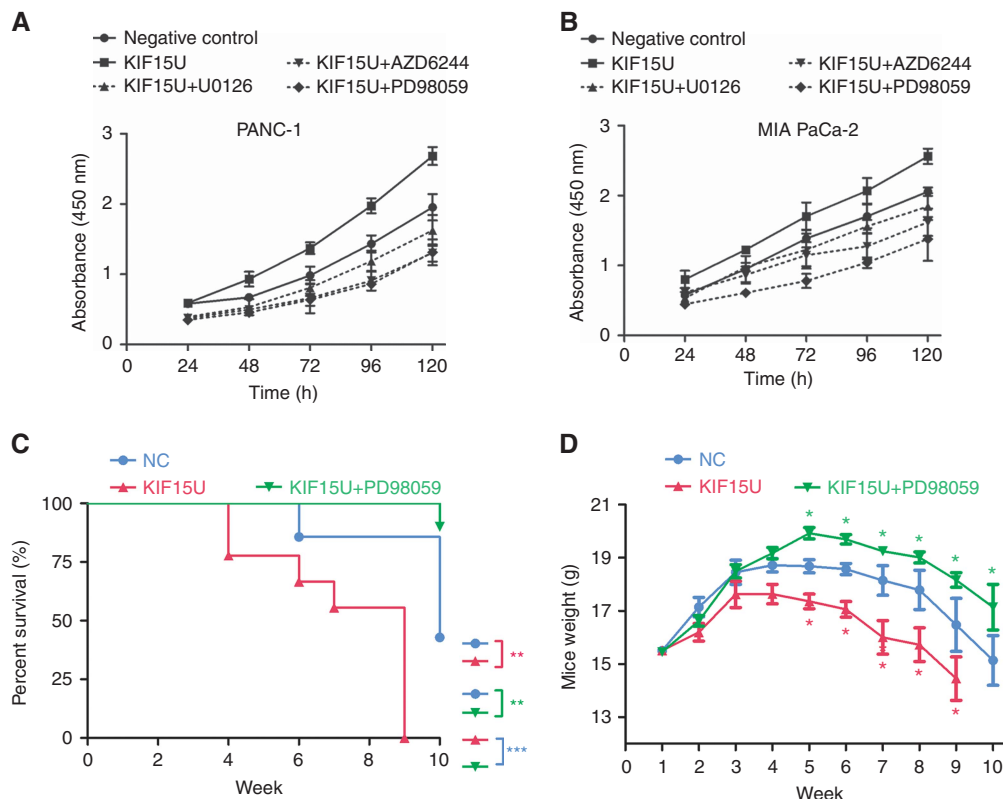 A
Negative control
KIF15U
KIF15U+AZD6244
KIF15U+U0126
KIF15U+PD98059
PANC-1
Absorbance (450 nm)
3
2
1
0
0 24 48 72 96 120
Time (h)
B
Negative control
KIF15U
KIF15U+AZD6244
KIF15U+U0126
KIF15U+PD98059
MIA PaCa-2
Absorbance (450 nm)
3
2
1
0
0 24 48 72 96 120
Time (h)
C
NC
KIF15U
KIF15U+PD98059
Percent survival (%)
100
75
50
25
0
0 2 4 6 8 10
Week
**
**
***
D
NC
KIF15U
KIF15U+PD98059
Mice weight (g)
21
19
17
15
13
* * * * * *
* * * * * *
0 1 2 3 4 5 6 7 8 9 10
Week